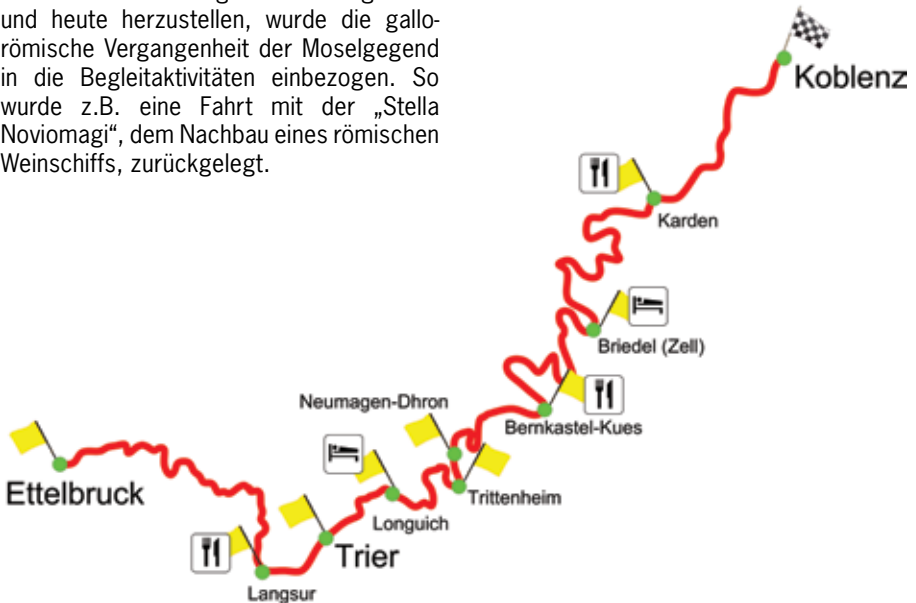 und heute herzustellen, wurde die gallo-
römische Vergangenheit der Moselgegend
in die Begleitaktivitäten einbezogen. So
wurde z.B. eine Fahrt mit der „Stella
Noviomagi“, dem Nachbau eines römischen
Weinschiffs, zurückgelegt.
Koblenz
Karden
Briedel (Zell)
Neumagen-Dhron
Bernkastel-Kues
Ettelbruck
Trittenheim
Longuich
Trier
Langsur